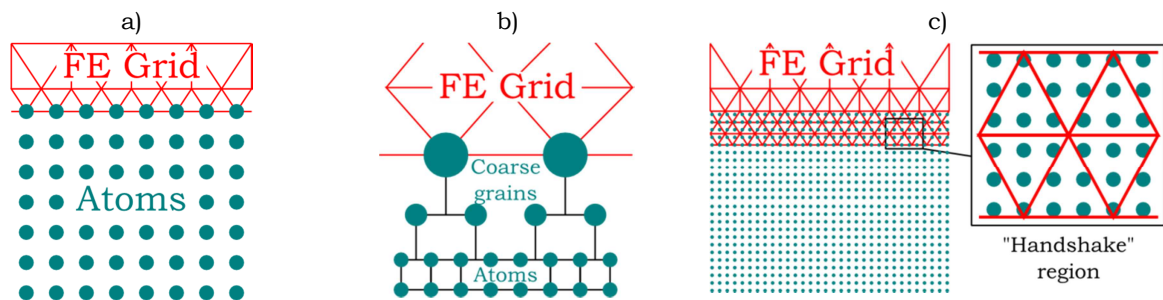 a)
FE Grid
Atoms
b)
FE Grid
Coarse
grains
Atoms
c)
FE Grid
"Handshake"
region